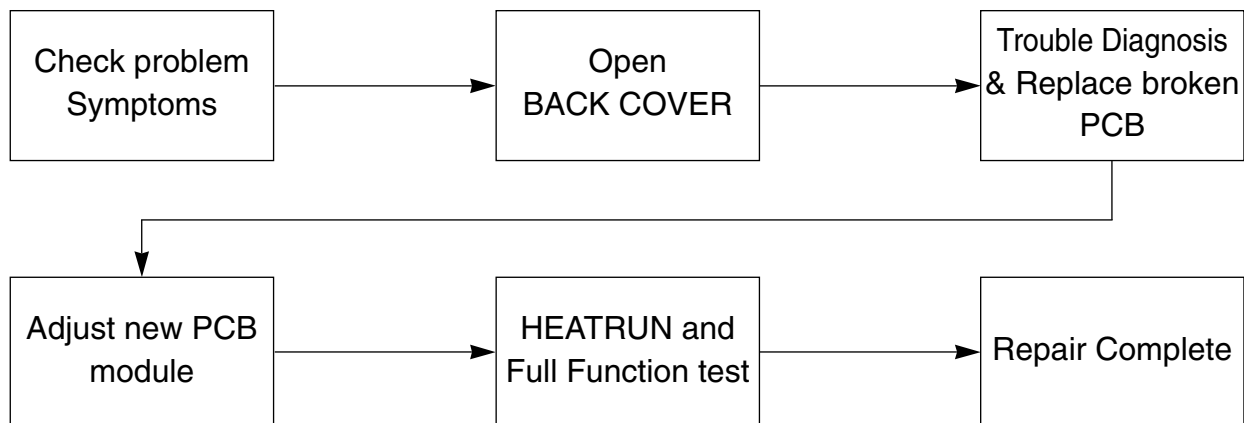 Check problem
Symptoms
Open
BACK COVER
Trouble Diagnosis
& Replace broken
PCB
Adjust new PCB
module
HEATRUN and
Full Function test
Repair Complete